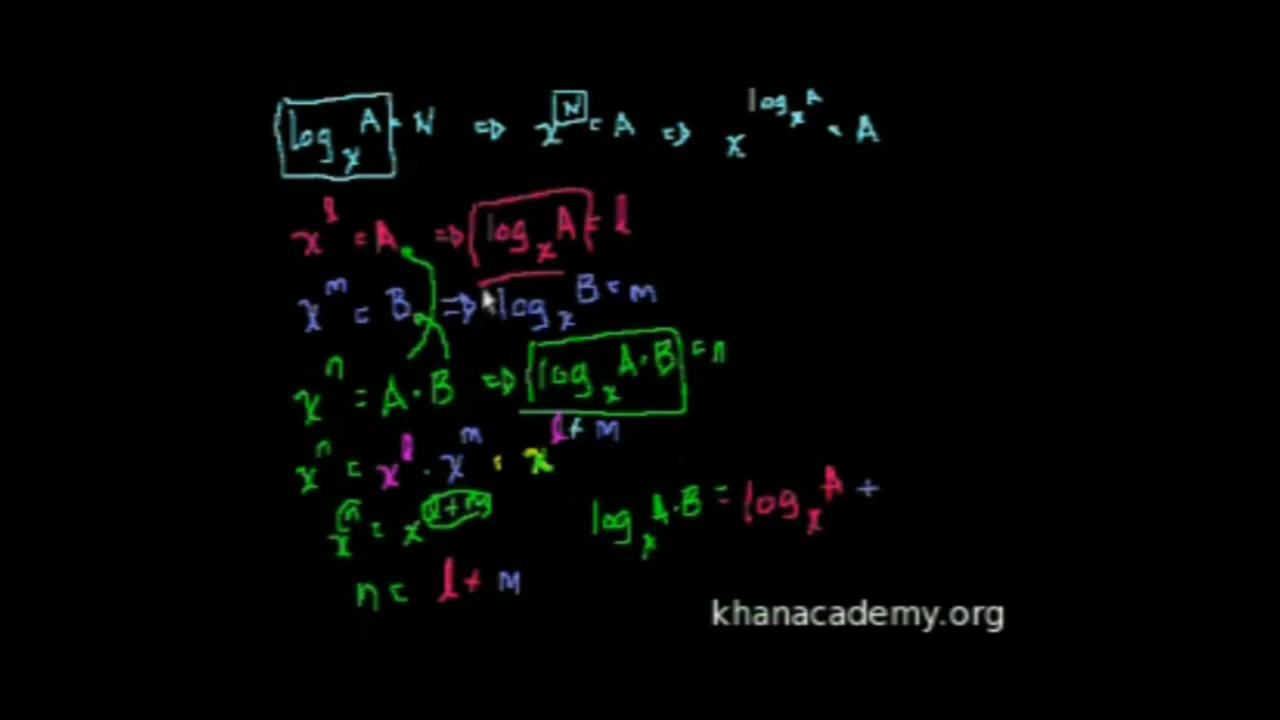 log_x A = N ⇒ x^N = A ⇒ x^(log_x A) = A
x^l = A ⇒ log_x A = l
x^m = B ⇒ log_x B = m
x^n = A · B ⇒ log_x A · B = n
x^n = x^l · x^m = x^(l + m)
x^n = x^(l + m)
log_x A · B = log_x A +
n = l + m
khanacademy.org